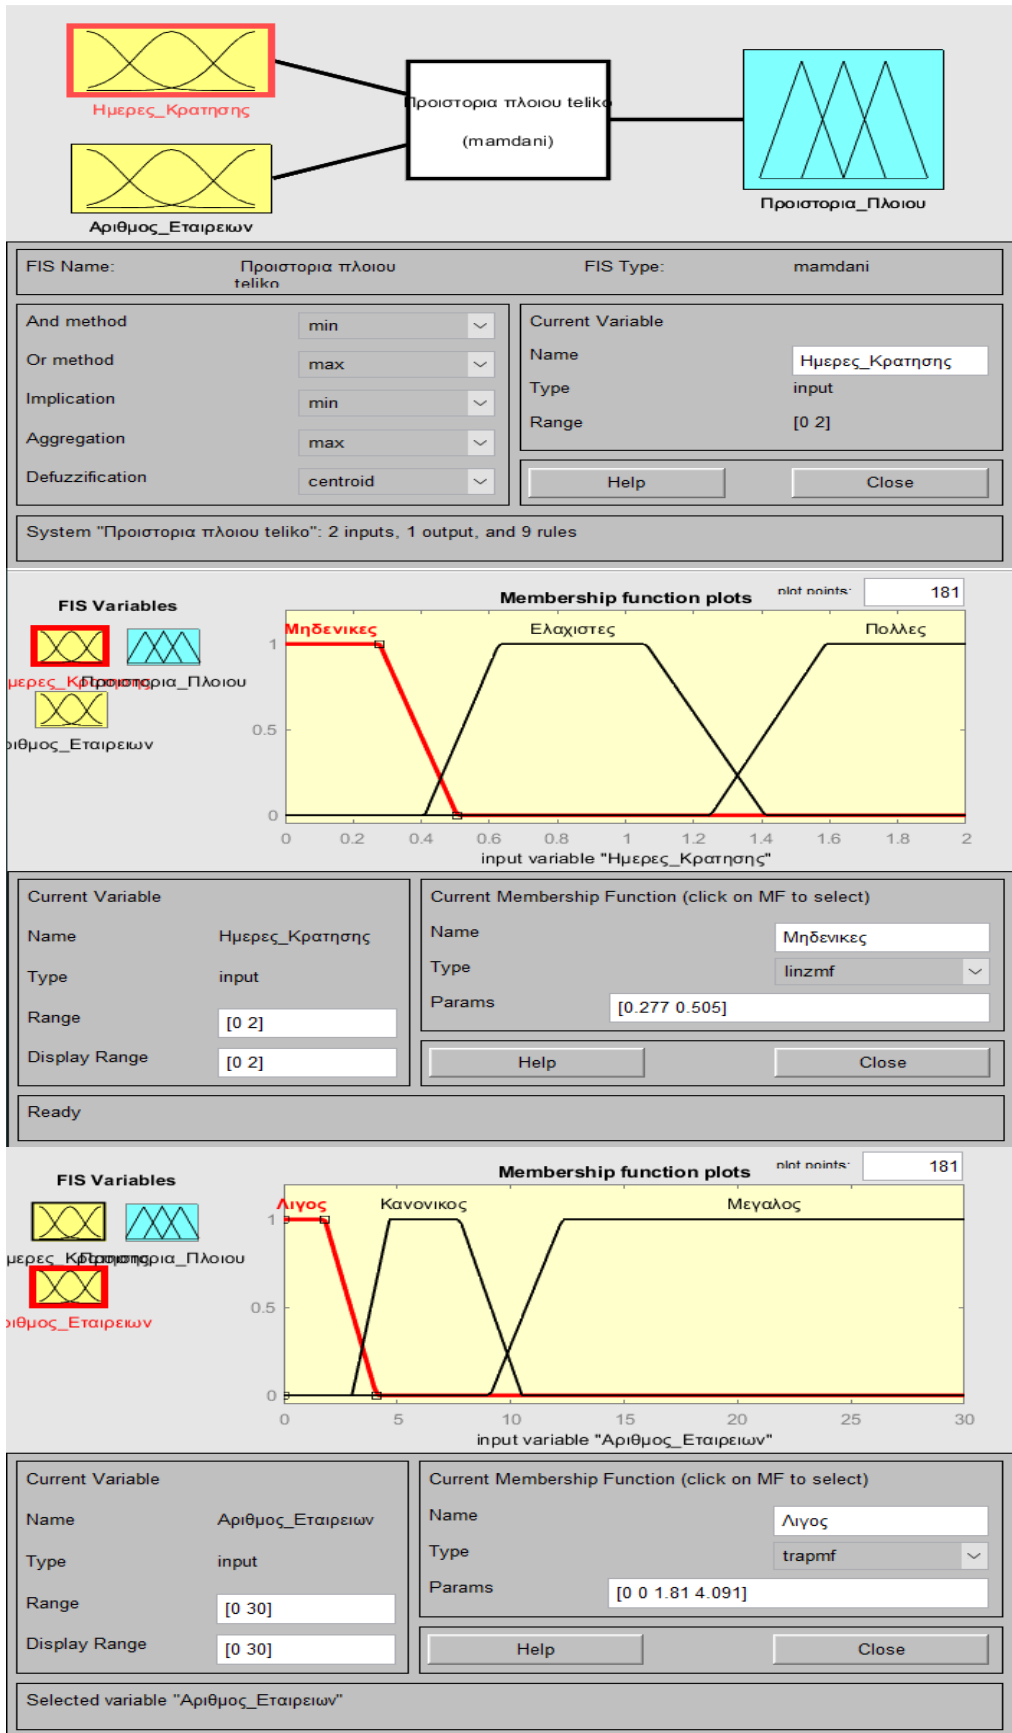 Ημερες_Κρατησης
Προιστορια πλοιου teliko
(mamdani)
Αριθμος_Εταιρειων
Προιστορια_Πλοιου
FIS Name: Προιστορια πλοιου teliko FIS Type: mamdani
And method min
Or method max
Implication min
Aggregation max
Defuzzification centroid
Current Variable
Name Ημερες_Κρατησης
Type input
Range [0 2]
Help Close
System "Προιστορια πλοιου teliko": 2 inputs, 1 output, and 9 rules
FIS Variables
Προιστορια_Πλοιου
Membership function plots plot points: 181
Μηδενικες Ελαχιστες Πολλες
1
0.5
0
0 0.2 0.4 0.6 0.8 1 1.2 1.4 1.6 1.8 2
input variable "Ημερες_Κρατησης"
Current Variable
Name Ημερες_Κρατησης
Type input
Range [0 2]
Display Range [0 2]
Current Membership Function (click on MF to select)
Name Μηδενικες
Type linzmf
Params [0.277 0.505]
Help Close
Ready
FIS Variables
Προιστορια_Πλοιου
Membership function plots plot points: 181
Λιγος Κανονικος Μεγαλος
1
0.5
0
0 5 10 15 20 25 30
input variable "Αριθμος_Εταιρειων"
Current Variable
Name Αριθμος_Εταιρειων
Type input
Range [0 30]
Display Range [0 30]
Current Membership Function (click on MF to select)
Name Λιγος
Type trapmf
Params [0 0 1.81 4.091]
Help Close
Selected variable "Αριθμος_Εταιρειων"